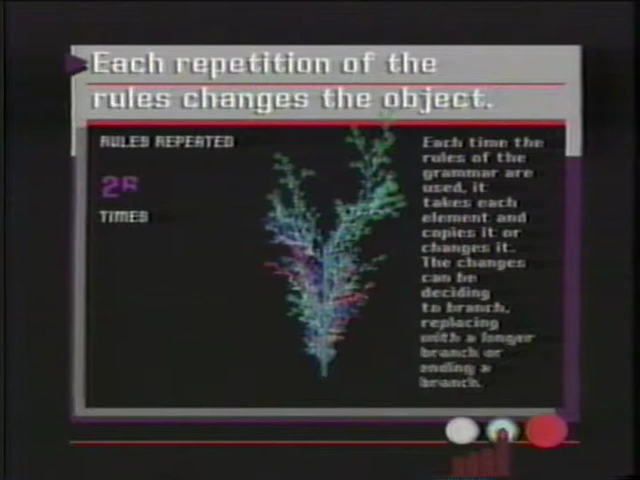 Each repetition of the
rules changes the object.
RULES REPEATED
26
TIMES
Each time the
rules of the
grammar are
used, it
takes each
element and
copies it or
changes it.
The changes
can be
deciding
to branch,
replacing
with a longer
branch or
ending a
branch.